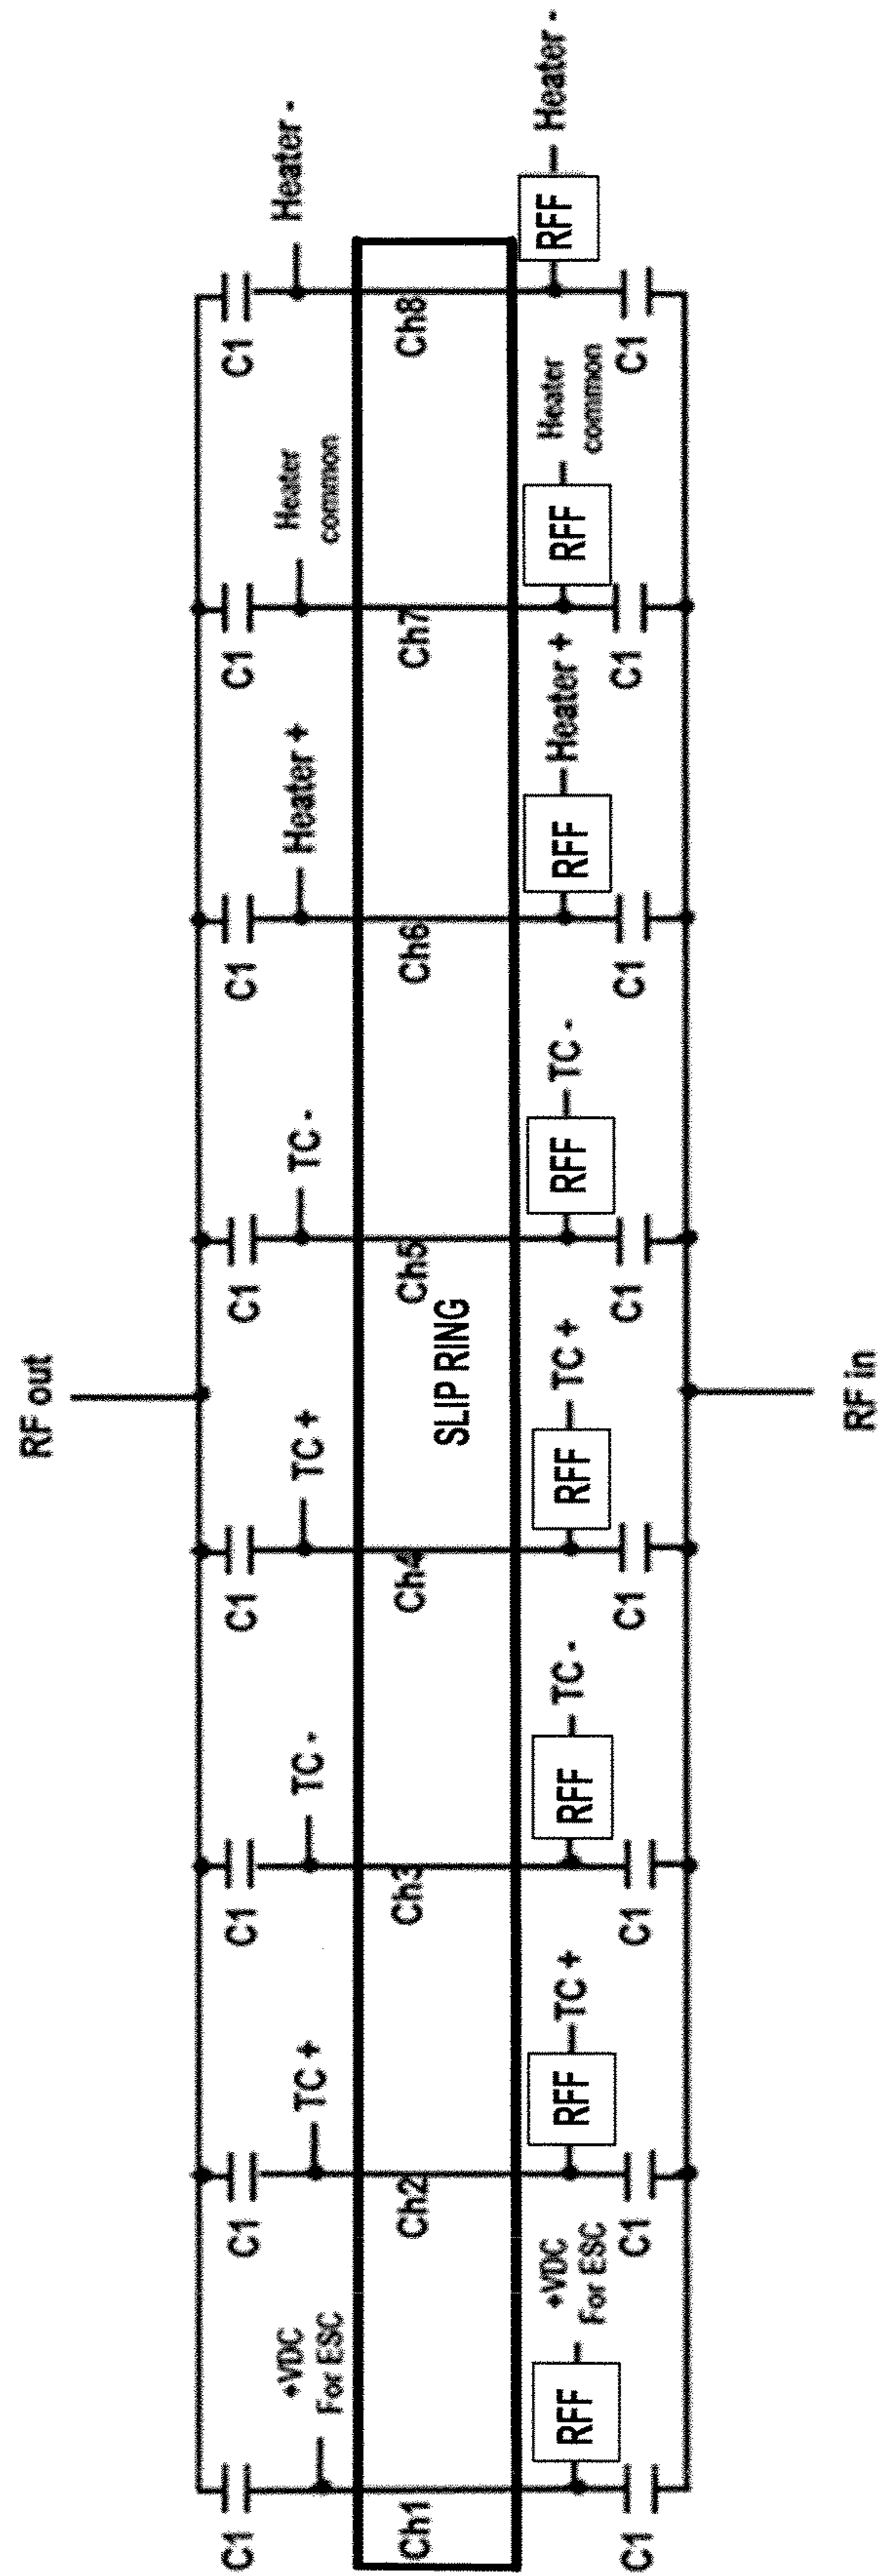 RF out
C1
C1
C1
C1
C1
C1
C1
C1
+VDC
For ESC
TC +
TC -
TC +
TC -
Heater +
Heater
common
Heater -
Ch1
Ch2
Ch3
Ch4
Ch5
Ch6
Ch7
Ch8
SLIP RING
RFF
+VDC
For ESC
RFF
TC +
RFF
TC -
RFF
TC +
RFF
TC -
RFF
Heater +
RFF
Heater
common
RFF
Heater -
C1
C1
C1
C1
C1
C1
C1
C1
RF in